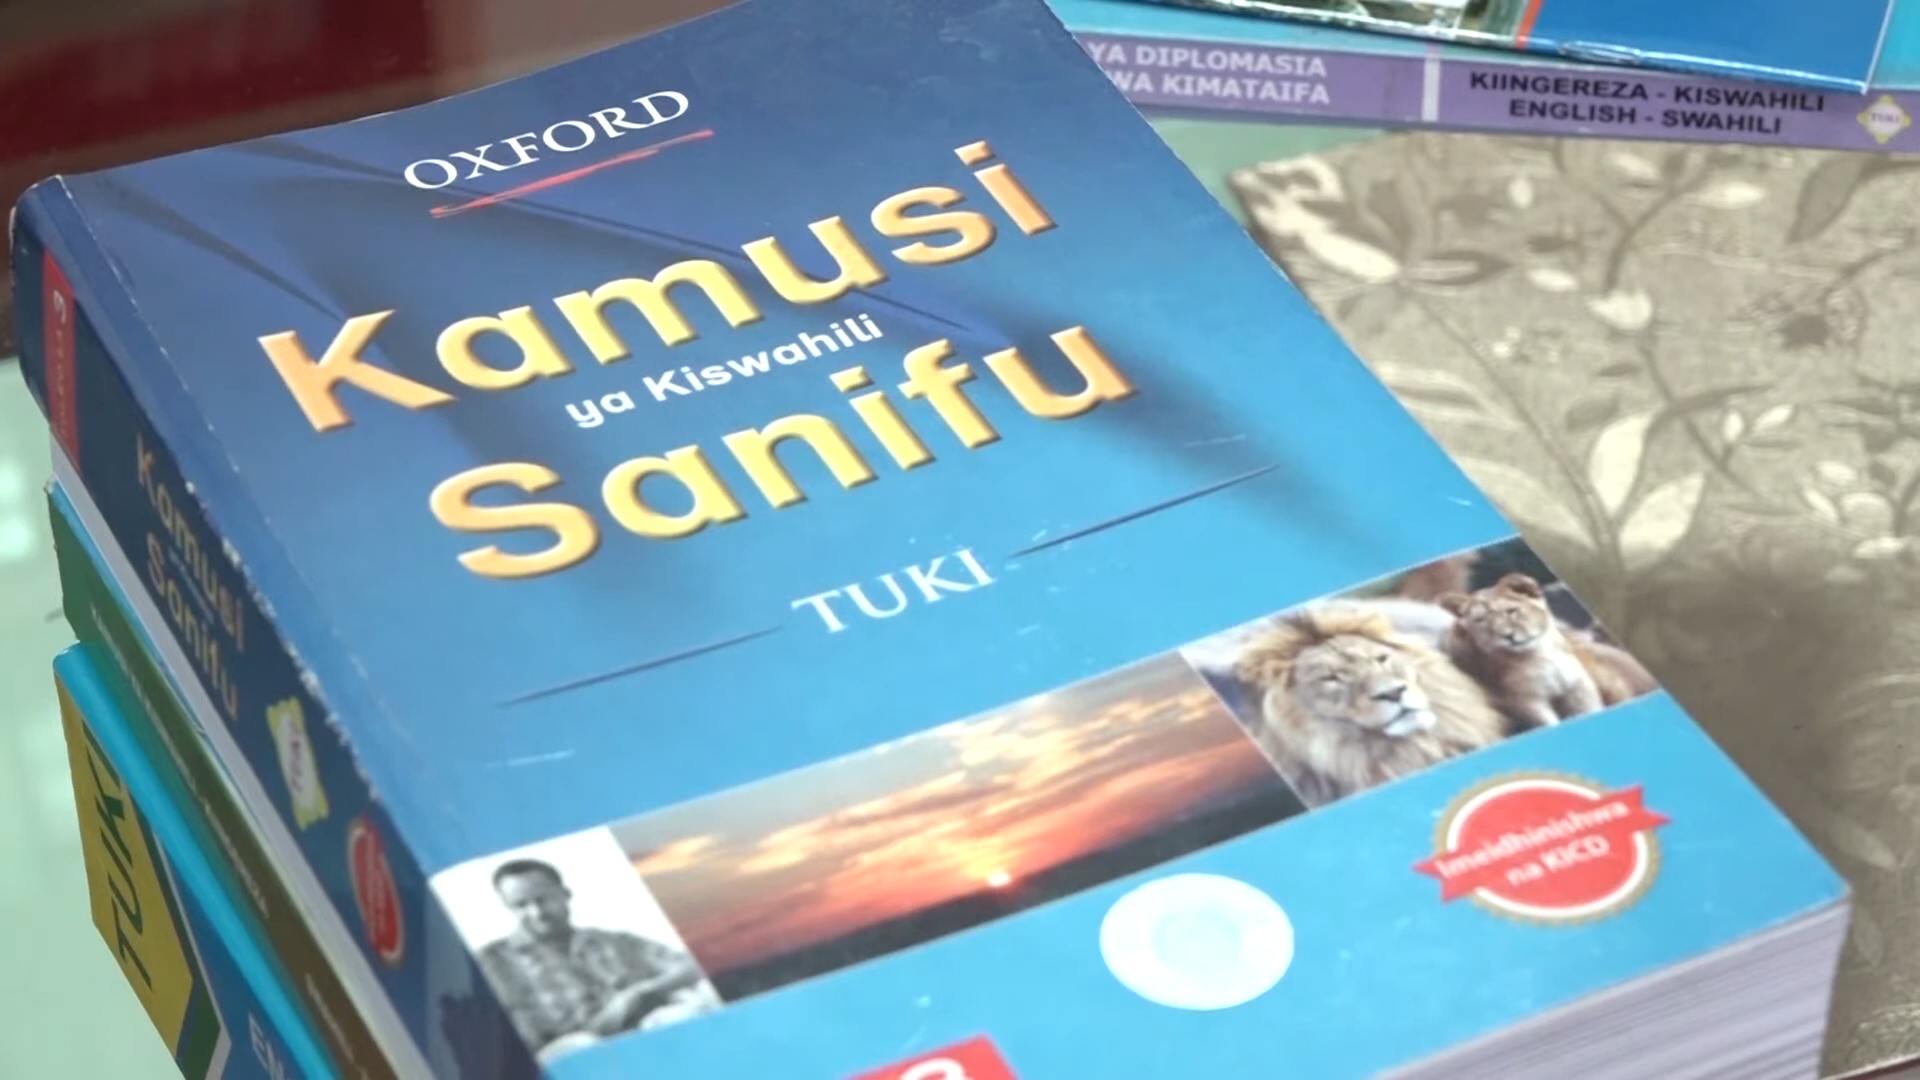 OXFORD
Kamusi
ya Kiswahili
Sanifu
TUKI
Imeidhinishwa
na KICD
3
Kamusi
Sanifu
TUKI
YA DIPLOMASIA
WA KIMATAIFA
KIINGEREZA - KISWAHILI
ENGLISH - SWAHILI
TUKI